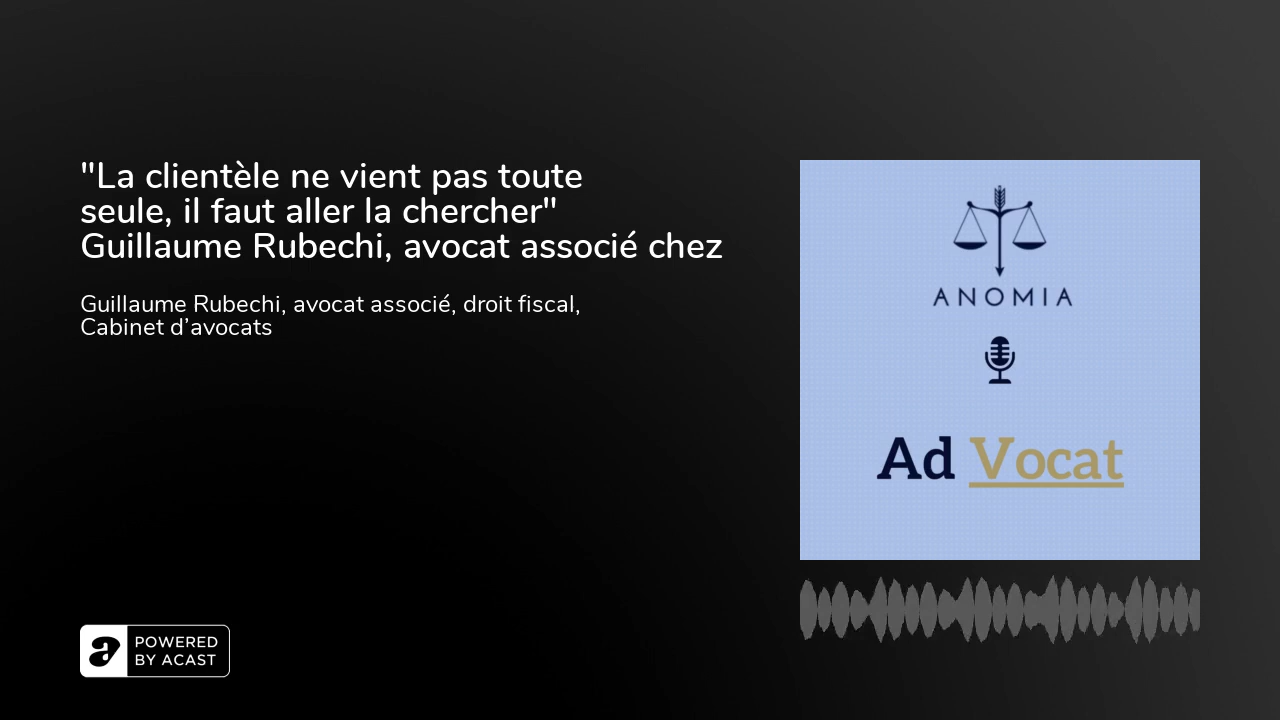 "La clientèle ne vient pas toute
seule, il faut aller la chercher"
Guillaume Rubechi, avocat associé chez
Guillaume Rubechi, avocat associé, droit fiscal,
Cabinet d’avocats
ANOMIA
Ad Vocat
a POWERED
BY ACAST